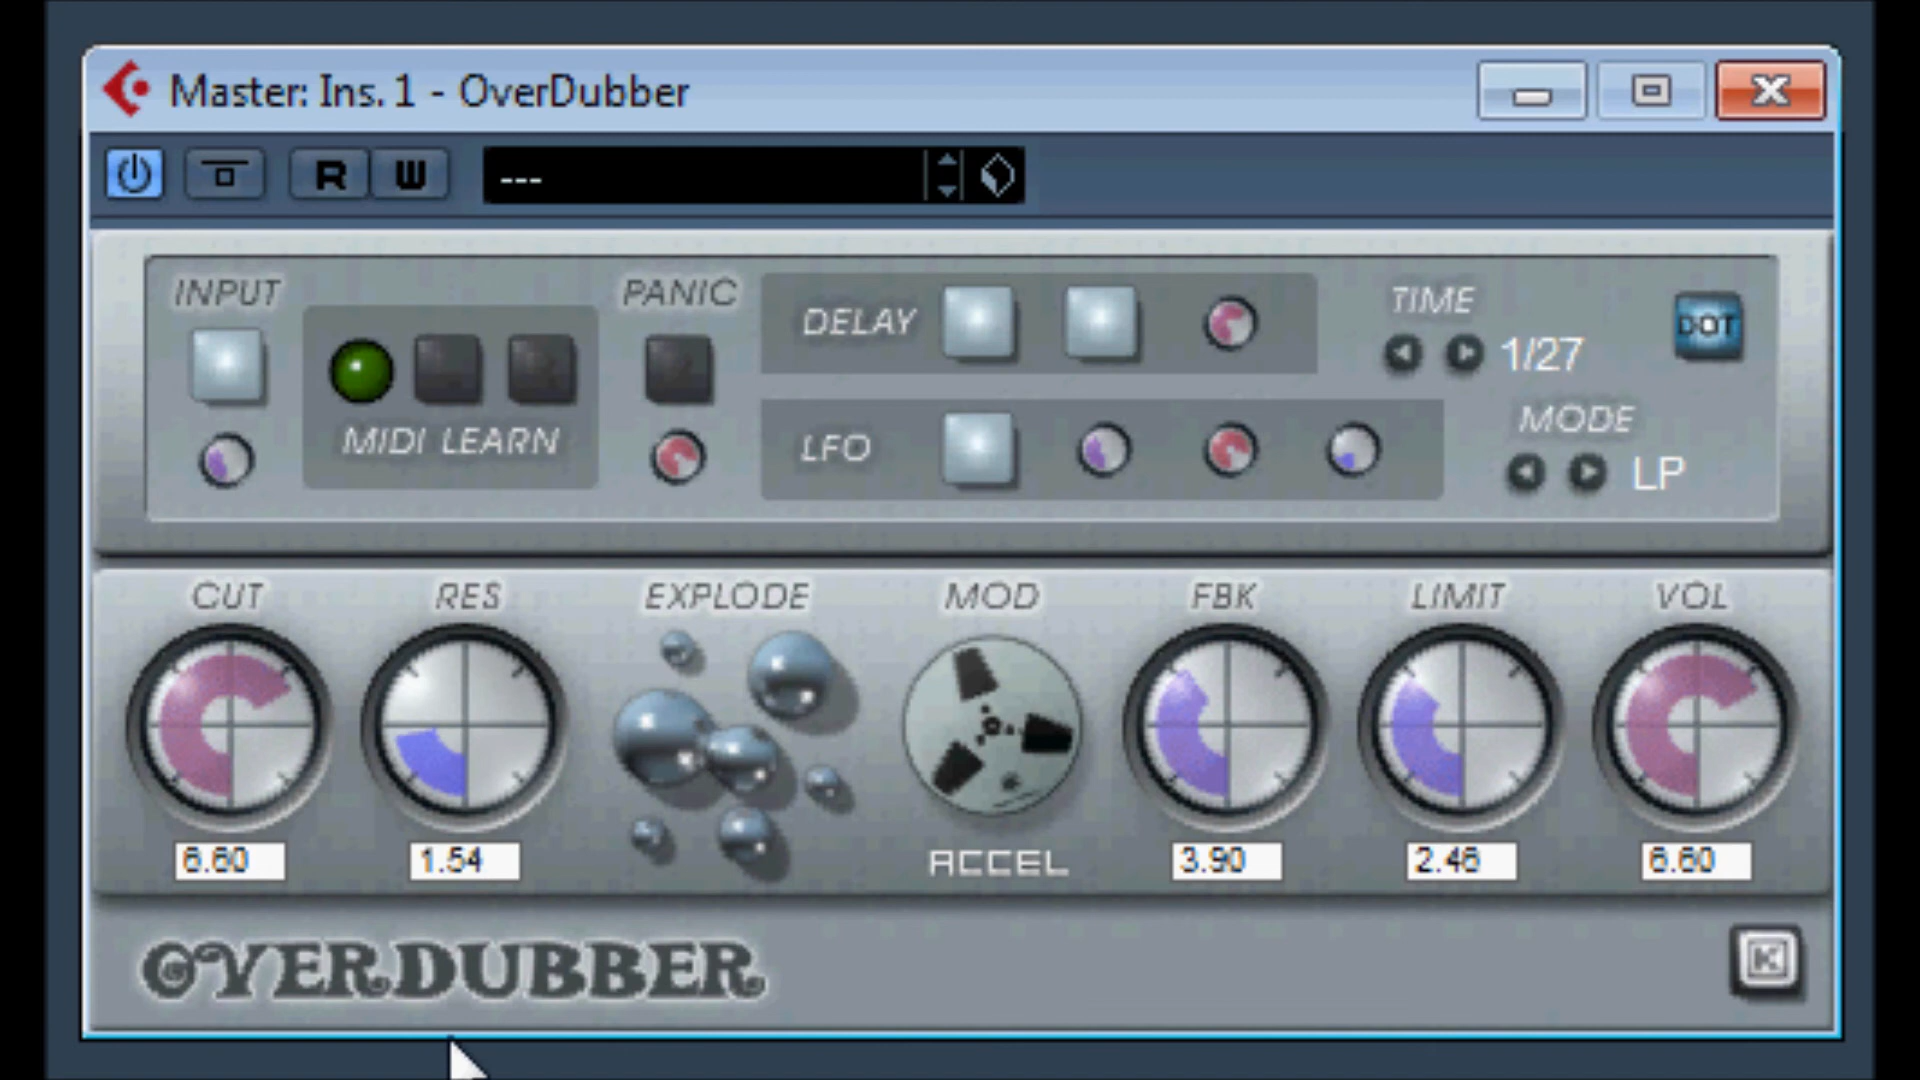 Master: Ins. 1 - OverDubber
R W ---
INPUT
MIDI LEARN
PANIC
DELAY
LFO
TIME
1/27
DOT
MODE
LP
CUT RES EXPLODE MOD FBK LIMIT VOL
ACCEL
6.60 1.54 3.90 2.46 6.60
OVERDUBBER
K